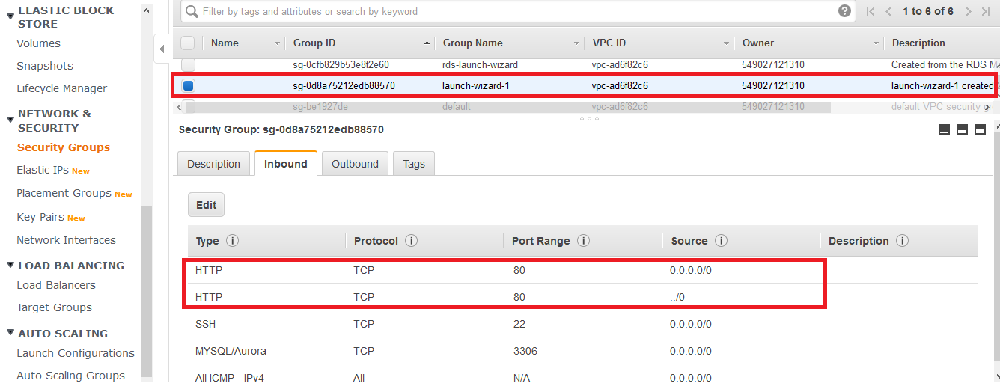 ELASTIC BLOCK
STORE
Volumes
Snapshots
Lifecycle Manager
NETWORK &
SECURITY
Security Groups
Elastic IPs New
Placement Groups New
Key Pairs New
Network Interfaces
LOAD BALANCING
Load Balancers
Target Groups
AUTO SCALING
Launch Configurations
Auto Scaling Groups
Filter by tags and attributes or search by keyword
1 to 6 of 6
Name Group ID Group Name VPC ID Owner Description
sg-0cfb829b53e8f2e60 rds-launch-wizard vpc-ad6f82c6 549027121310 Created from the RDS M
sg-0d8a75212edb88570 launch-wizard-1 vpc-ad6f82c6 549027121310 launch-wizard-1 created
sg-be1927de default vpc-ad6f82c6 549027121310 default VPC security gr
Security Group: sg-0d8a75212edb88570
Description Inbound Outbound Tags
Edit
Type Protocol Port Range Source Description
HTTP TCP 80 0.0.0.0/0
HTTP TCP 80 ::/0
SSH TCP 22 0.0.0.0/0
MYSQL/Aurora TCP 3306 0.0.0.0/0
All ICMP - IPv4 All N/A 0.0.0.0/0